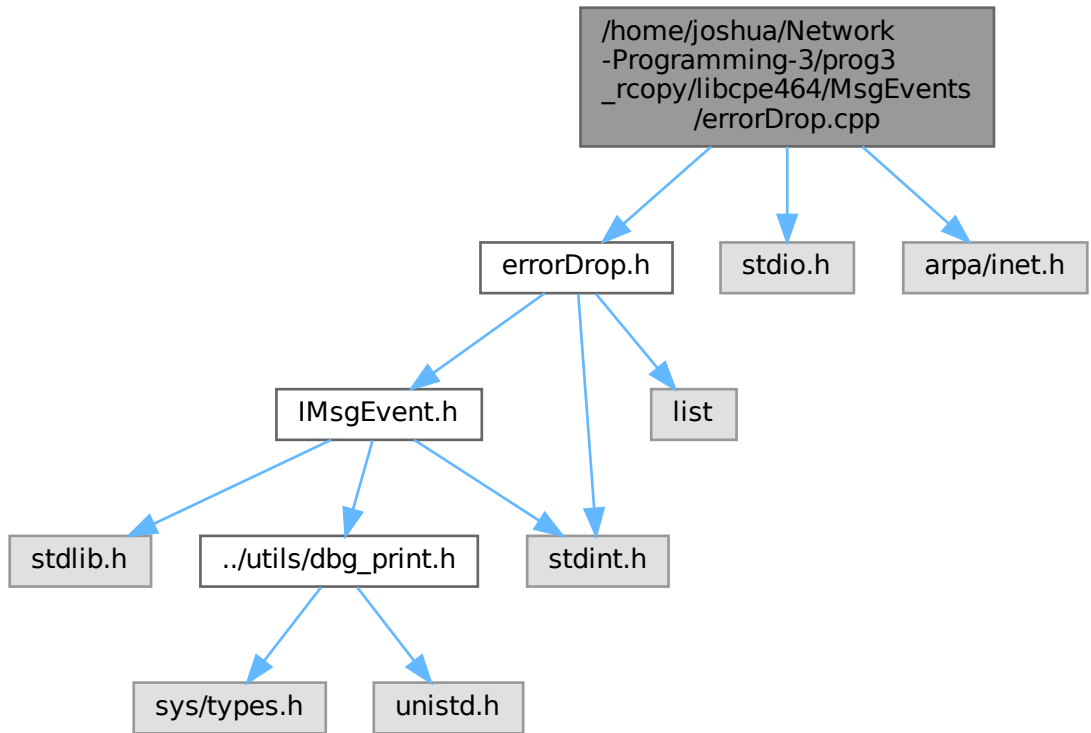 /home/joshua/Network
-Programming-3/prog3
_rcopy/libcpe464/MsgEvents
/errorDrop.cpp
errorDrop.h
stdio.h
arpa/inet.h
IMsgEvent.h
list
stdlib.h
../utils/dbg_print.h
stdint.h
sys/types.h
unistd.h